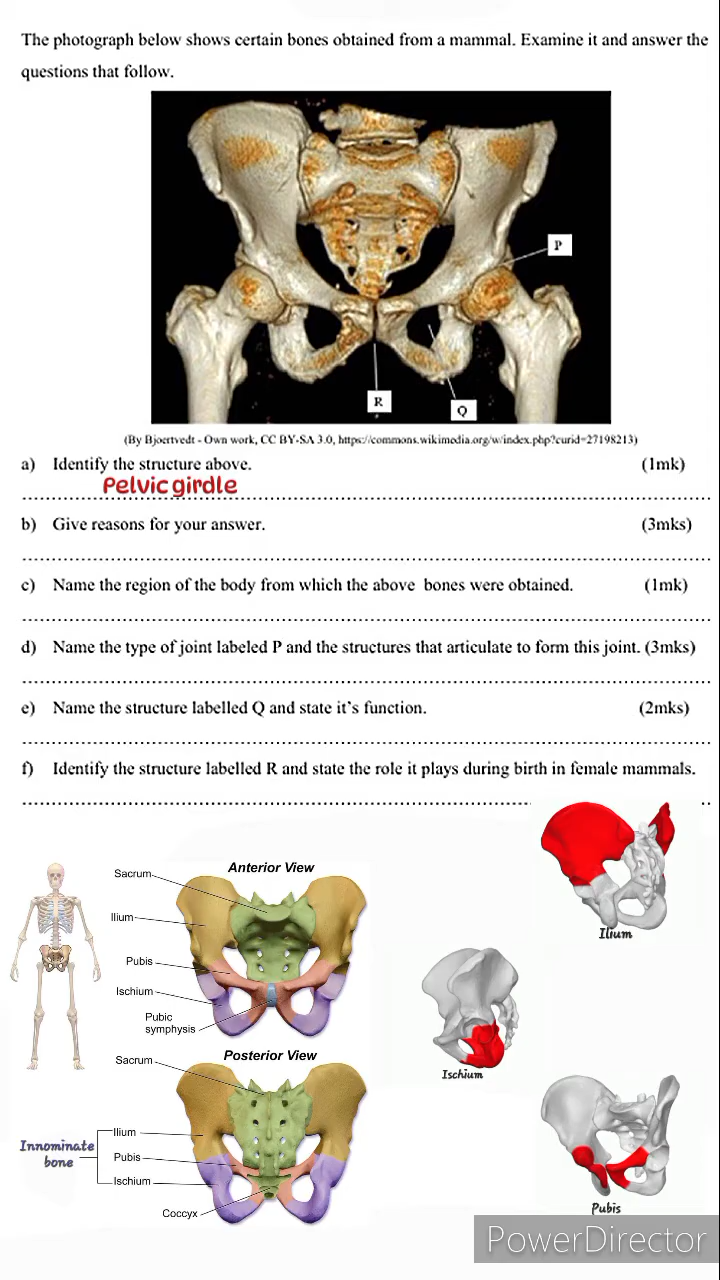 The photograph below shows certain bones obtained from a mammal. Examine it and answer the
questions that follow.
P
R
Q
(By Bjoertvedt - Own work, CC BY-SA 3.0, https://commons.wikimedia.org/w/index.php?curid=27198213)
a) Identify the structure above. (1mk)
Pelvic girdle
b) Give reasons for your answer. (3mks)
c) Name the region of the body from which the above bones were obtained. (1mk)
d) Name the type of joint labeled P and the structures that articulate to form this joint. (3mks)
e) Name the structure labelled Q and state it's function. (2mks)
f) Identify the structure labelled R and state the role it plays during birth in female mammals.
Anterior View
Sacrum
Ilium
Pubis
Ischium
Pubic
symphysis
Ilium
Ischium
Posterior View
Sacrum
Innominate
bone
Ilium
Pubis
Ischium
Coccyx
Pubis
PowerDirector